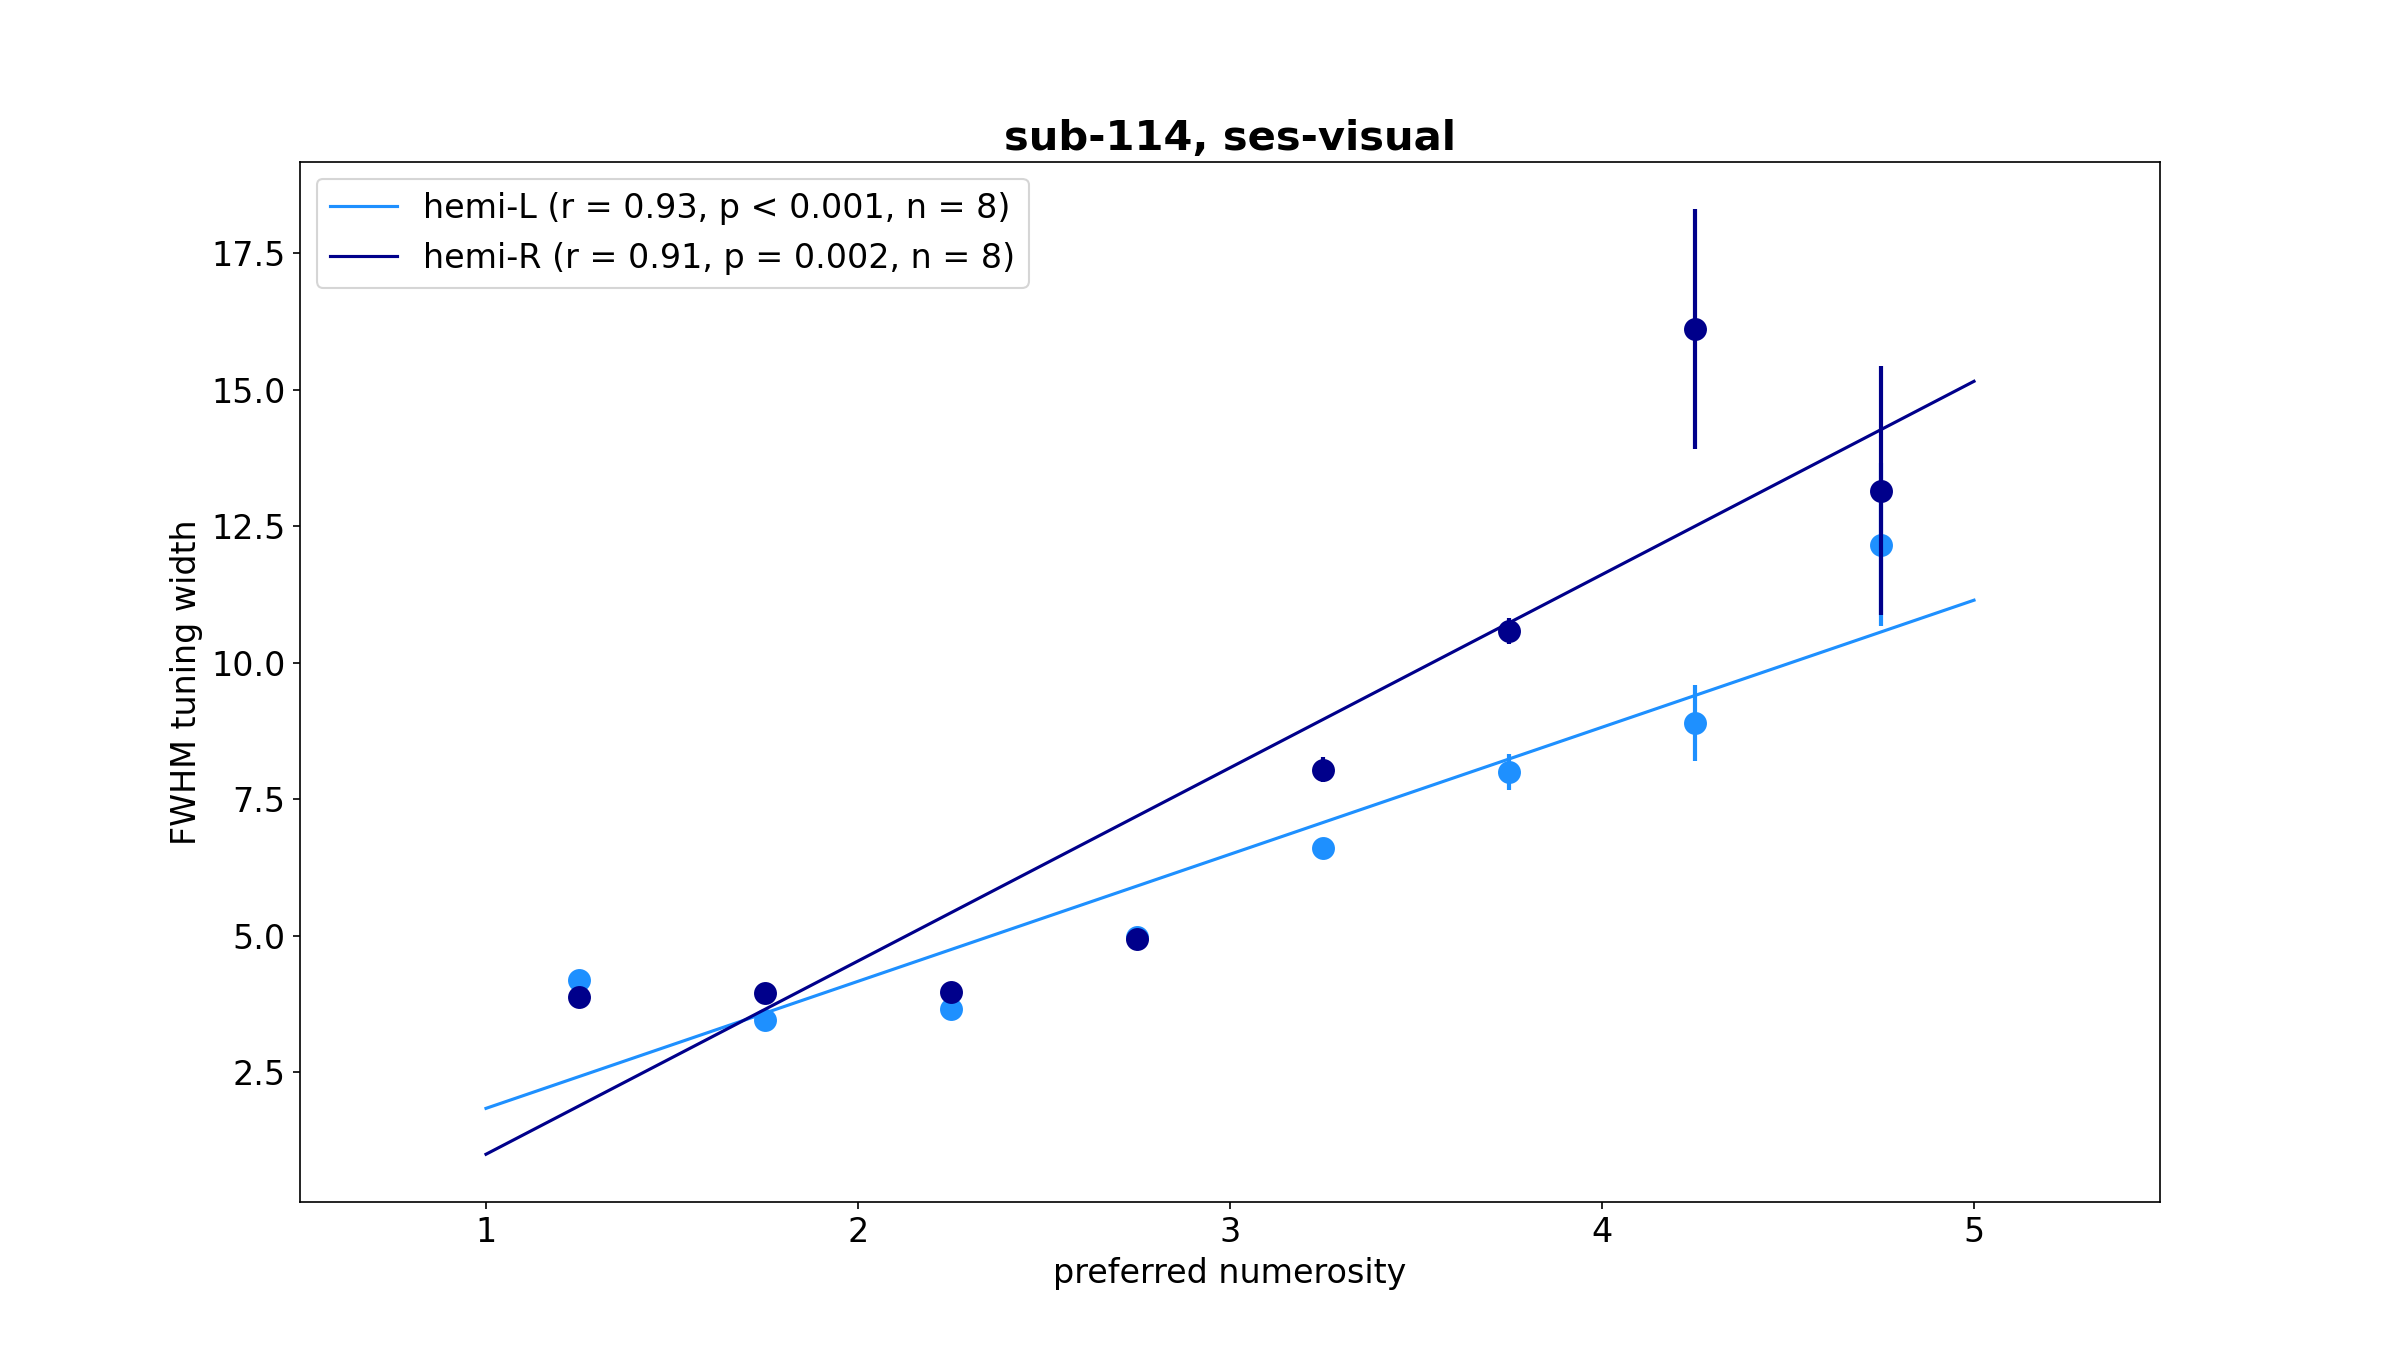 sub-114, ses-visual
hemi-L (r = 0.93, p < 0.001, n = 8)
hemi-R (r = 0.91, p = 0.002, n = 8)
17.5
15.0
12.5
10.0
7.5
5.0
2.5
FWHM tuning width
1 2 3 4 5
preferred numerosity